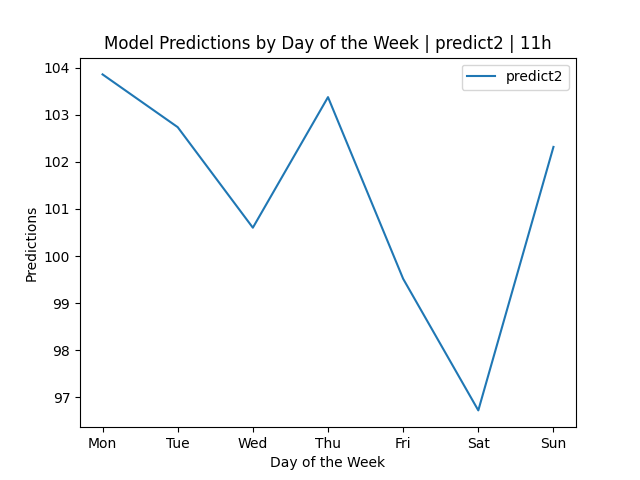 Model Predictions by Day of the Week | predict2 | 11h
predict2
104
103
102
101
100
99
98
97
Predictions
Mon Tue Wed Thu Fri Sat Sun
Day of the Week